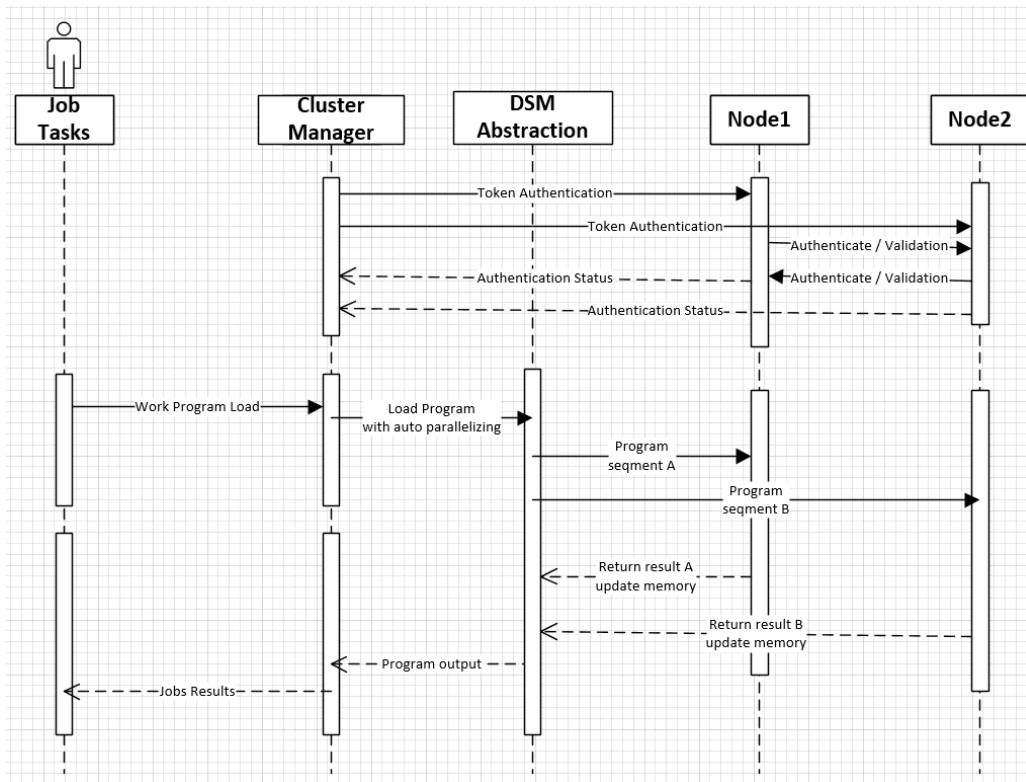 Job
Tasks
Cluster
Manager
DSM
Abstraction
Node1
Node2
Token Authentication
Token Authentication
Authenticate / Validation
Authentication Status
Authenticate / Validation
Authentication Status
Work Program Load
Load Program
with auto parallelizing
Program
seqment A
Program
seqment B
Return result A
update memory
Return result B
update memory
Program output
Jobs Results